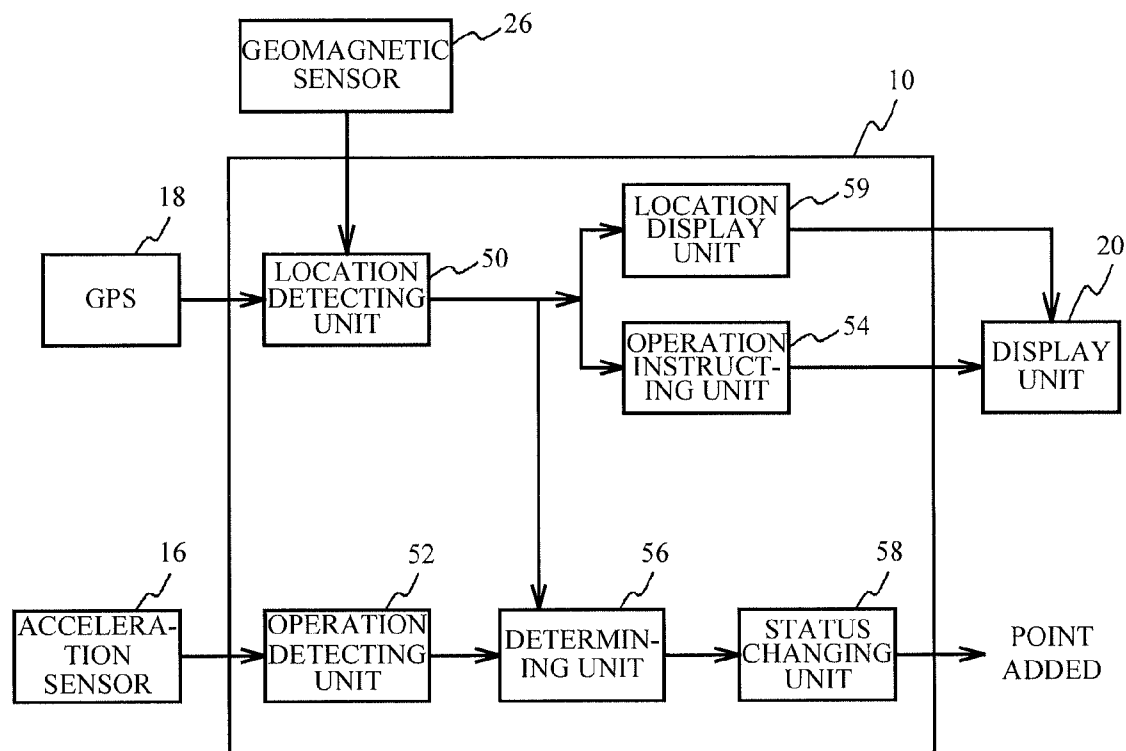 26
GEOMAGNETIC
SENSOR
10
18
59
LOCATION
DISPLAY
UNIT
50
20
GPS
LOCATION
DETECTING
UNIT
54
OPERATION
INSTRUCT-
ING UNIT
DISPLAY
UNIT
16
52
56
58
ACCELERA-
TION
SENSOR
OPERATION
DETECTING
UNIT
DETERMIN-
ING UNIT
STATUS
CHANGING
UNIT
POINT
ADDED